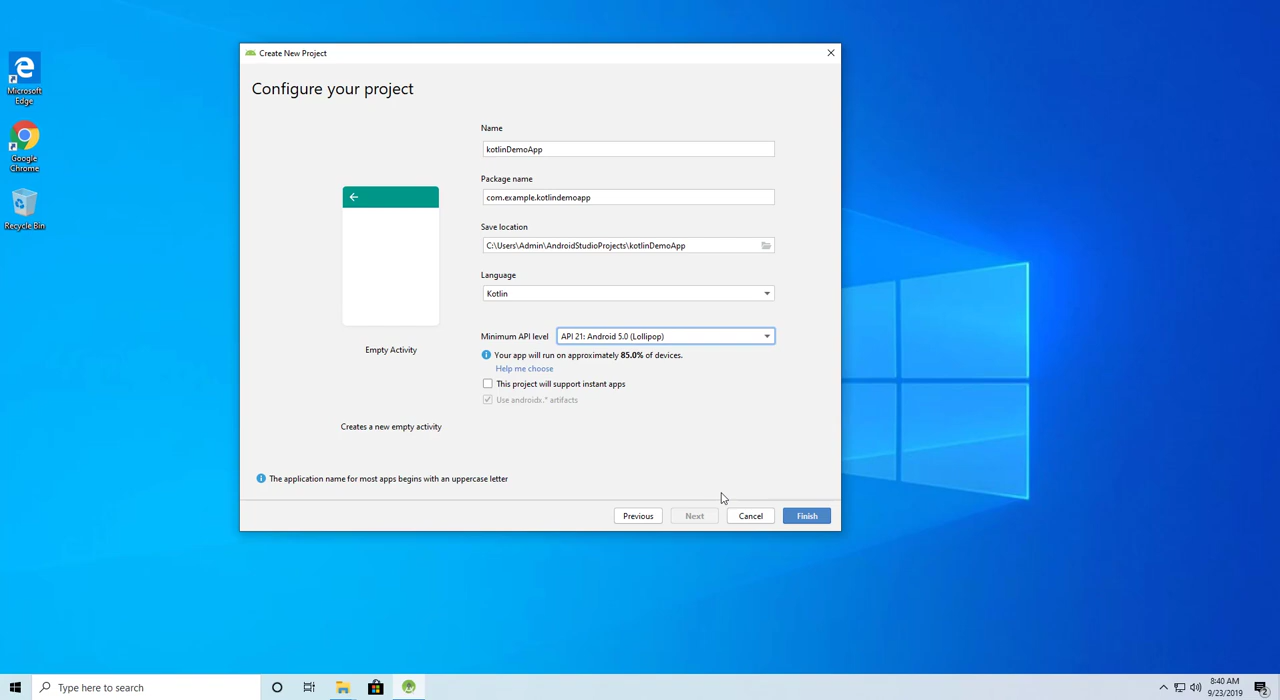 Microsoft
Edge
Google
Chrome
Recycle Bin
Create New Project
Configure your project
Name
kotlinDemoApp
Package name
com.example.kotlindemoapp
Save location
C:\Users\Admin\AndroidStudioProjects\kotlinDemoApp
Language
Kotlin
Minimum API level API 21: Android 5.0 (Lollipop)
Your app will run on approximately 85.0% of devices.
Help me choose
This project will support instant apps
Use androidx.* artifacts
Empty Activity
Creates a new empty activity
The application name for most apps begins with an uppercase letter
Previous Next Cancel Finish
Type here to search
8:40 AM
9/23/2019
2